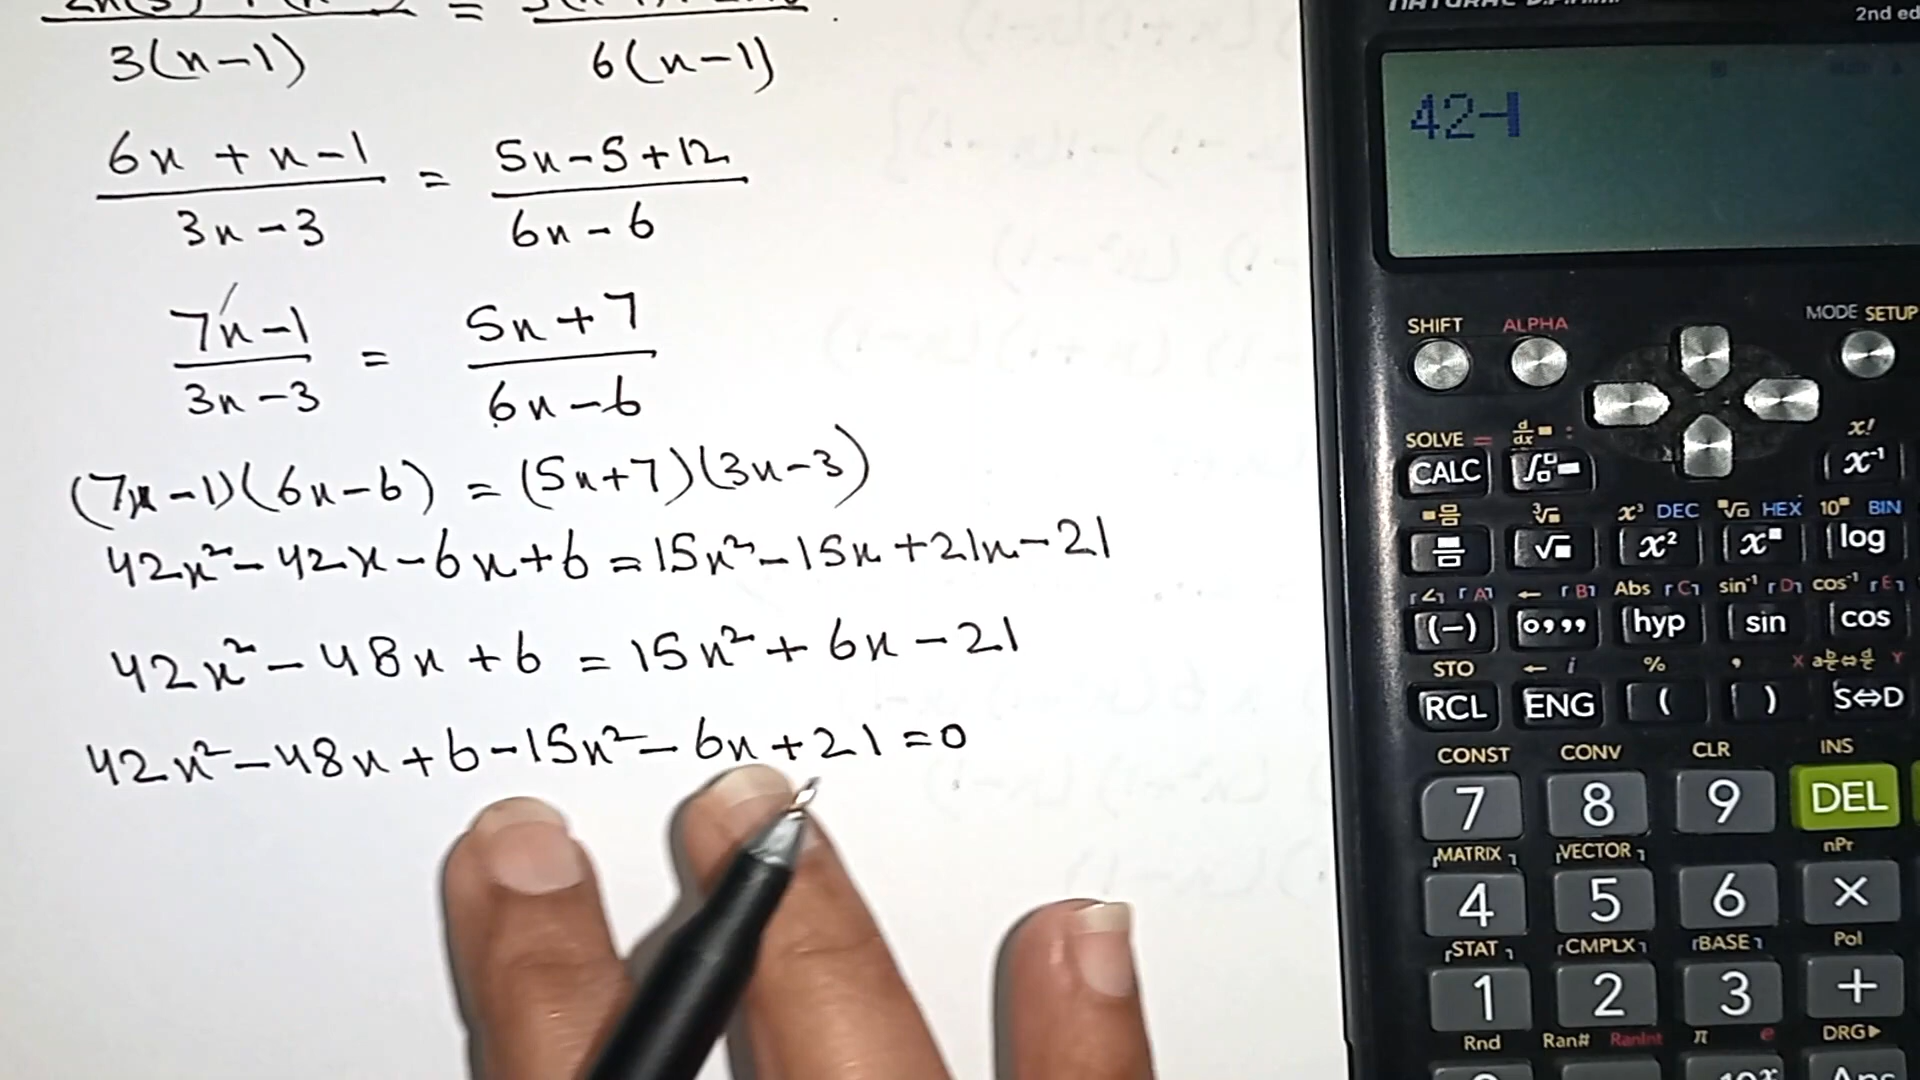 3(x-1) = 6(x-1)
6x + x - 1 = 5x - 5 + 12
3x - 3 6x - 6
7x - 1 = 5x + 7
3x - 3 6x - 6
(7x - 1)(6x - 6) = (5x + 7)(3x - 3)
42x² - 42x - 6x + 6 = 15x² - 15x + 21x - 21
42x² - 48x + 6 = 15x² + 6x - 21
42x² - 48x + 6 - 15x² - 6x + 21 = 0
2nd ed
42-
SHIFT ALPHA MODE SETUP
SOLVE = d/dx :
x!
CALC ∫ x⁻¹
³√ x³ DEC HEX 10 BIN
√ x² x log
∠ A ← B Abs C sin⁻¹ D cos⁻¹ E
(−) °,,, hyp sin cos
STO ← i % , X Y
RCL ENG ( ) S⇔D
CONST CONV CLR INS
7 8 9 DEL
MATRIX VECTOR nPr
4 5 6 ×
STAT CMPLX BASE Pol
1 2 3 +
Rnd Ran# RanInt π e DRG▶
Ans